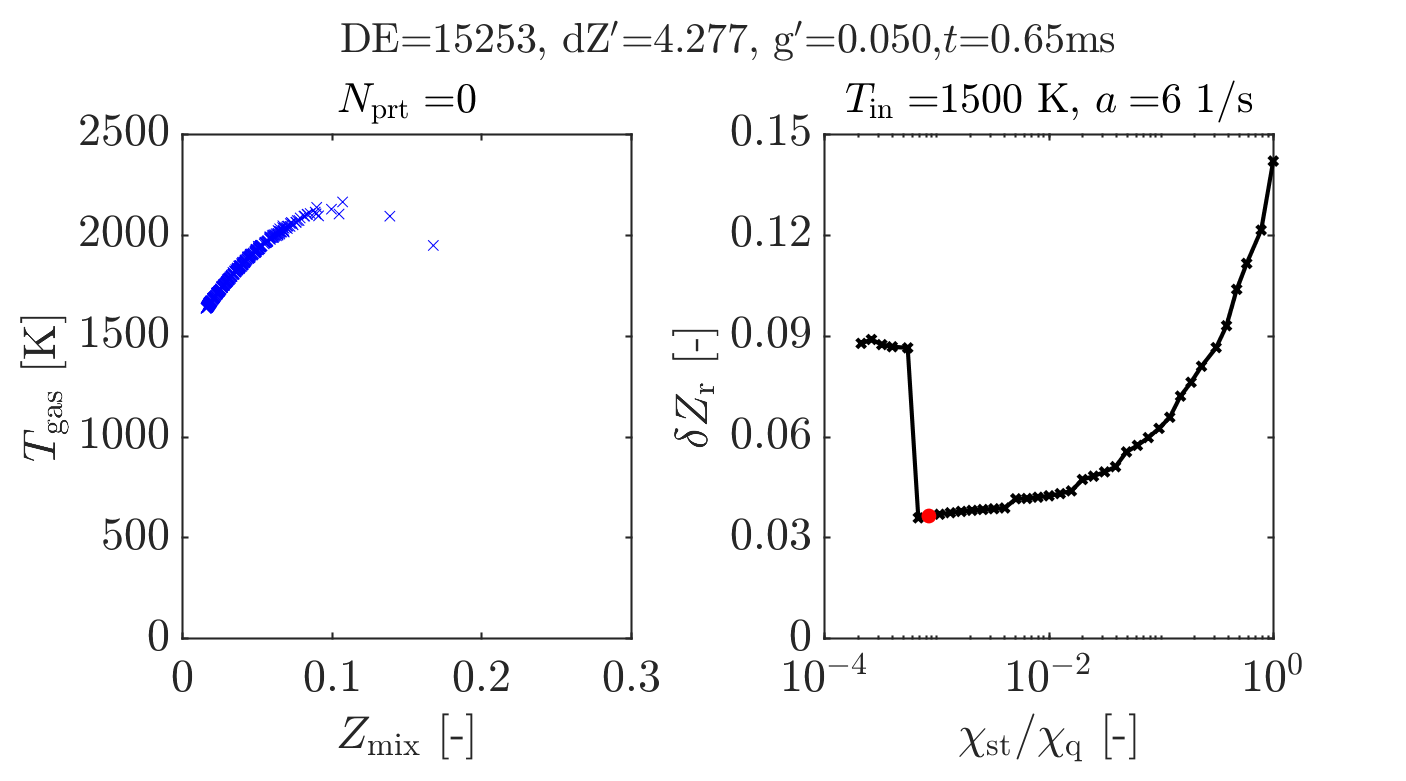 DE=15253, dZ′=4.277, g′=0.050,t=0.65ms
N_prt =0
2500
2000
1500
1000
500
0
0
0.1
0.2
0.3
T_gas [K]
Z_mix [-]
T_in =1500 K, a =6 1/s
0.15
0.12
0.09
0.06
0.03
0
10^−4
10^−2
10^0
δZ_r [-]
χ_st/χ_q [-]